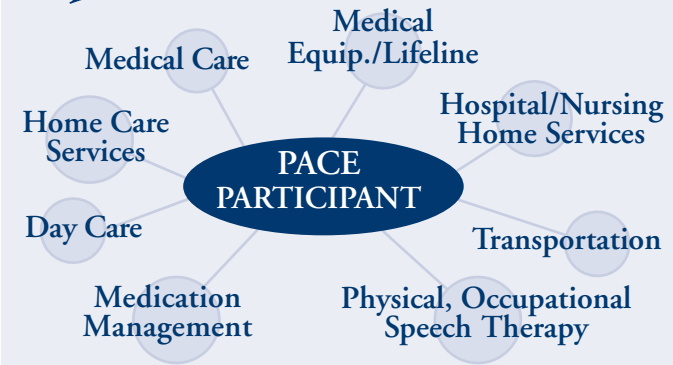 Medical
Equip./Lifeline
Medical Care
Hospital/Nursing
Home Services
Home Care
Services
PACE
PARTICIPANT
Day Care
Transportation
Medication
Management
Physical, Occupational
Speech Therapy